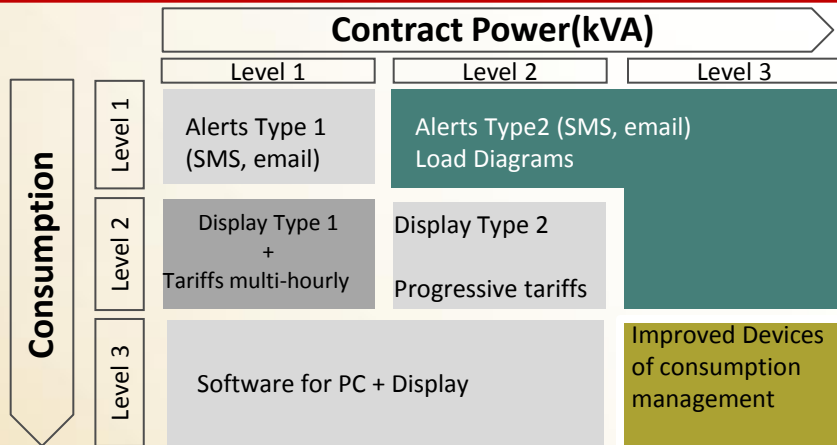 Contract Power(kVA)
Level 1
Level 2
Level 3
Consumption
Level 1
Alerts Type 1
(SMS, email)
Alerts Type2 (SMS, email)
Load Diagrams
Level 2
Display Type 1
+
Tariffs multi-hourly
Display Type 2
Progressive tariffs
Level 3
Software for PC + Display
Improved Devices
of consumption
management